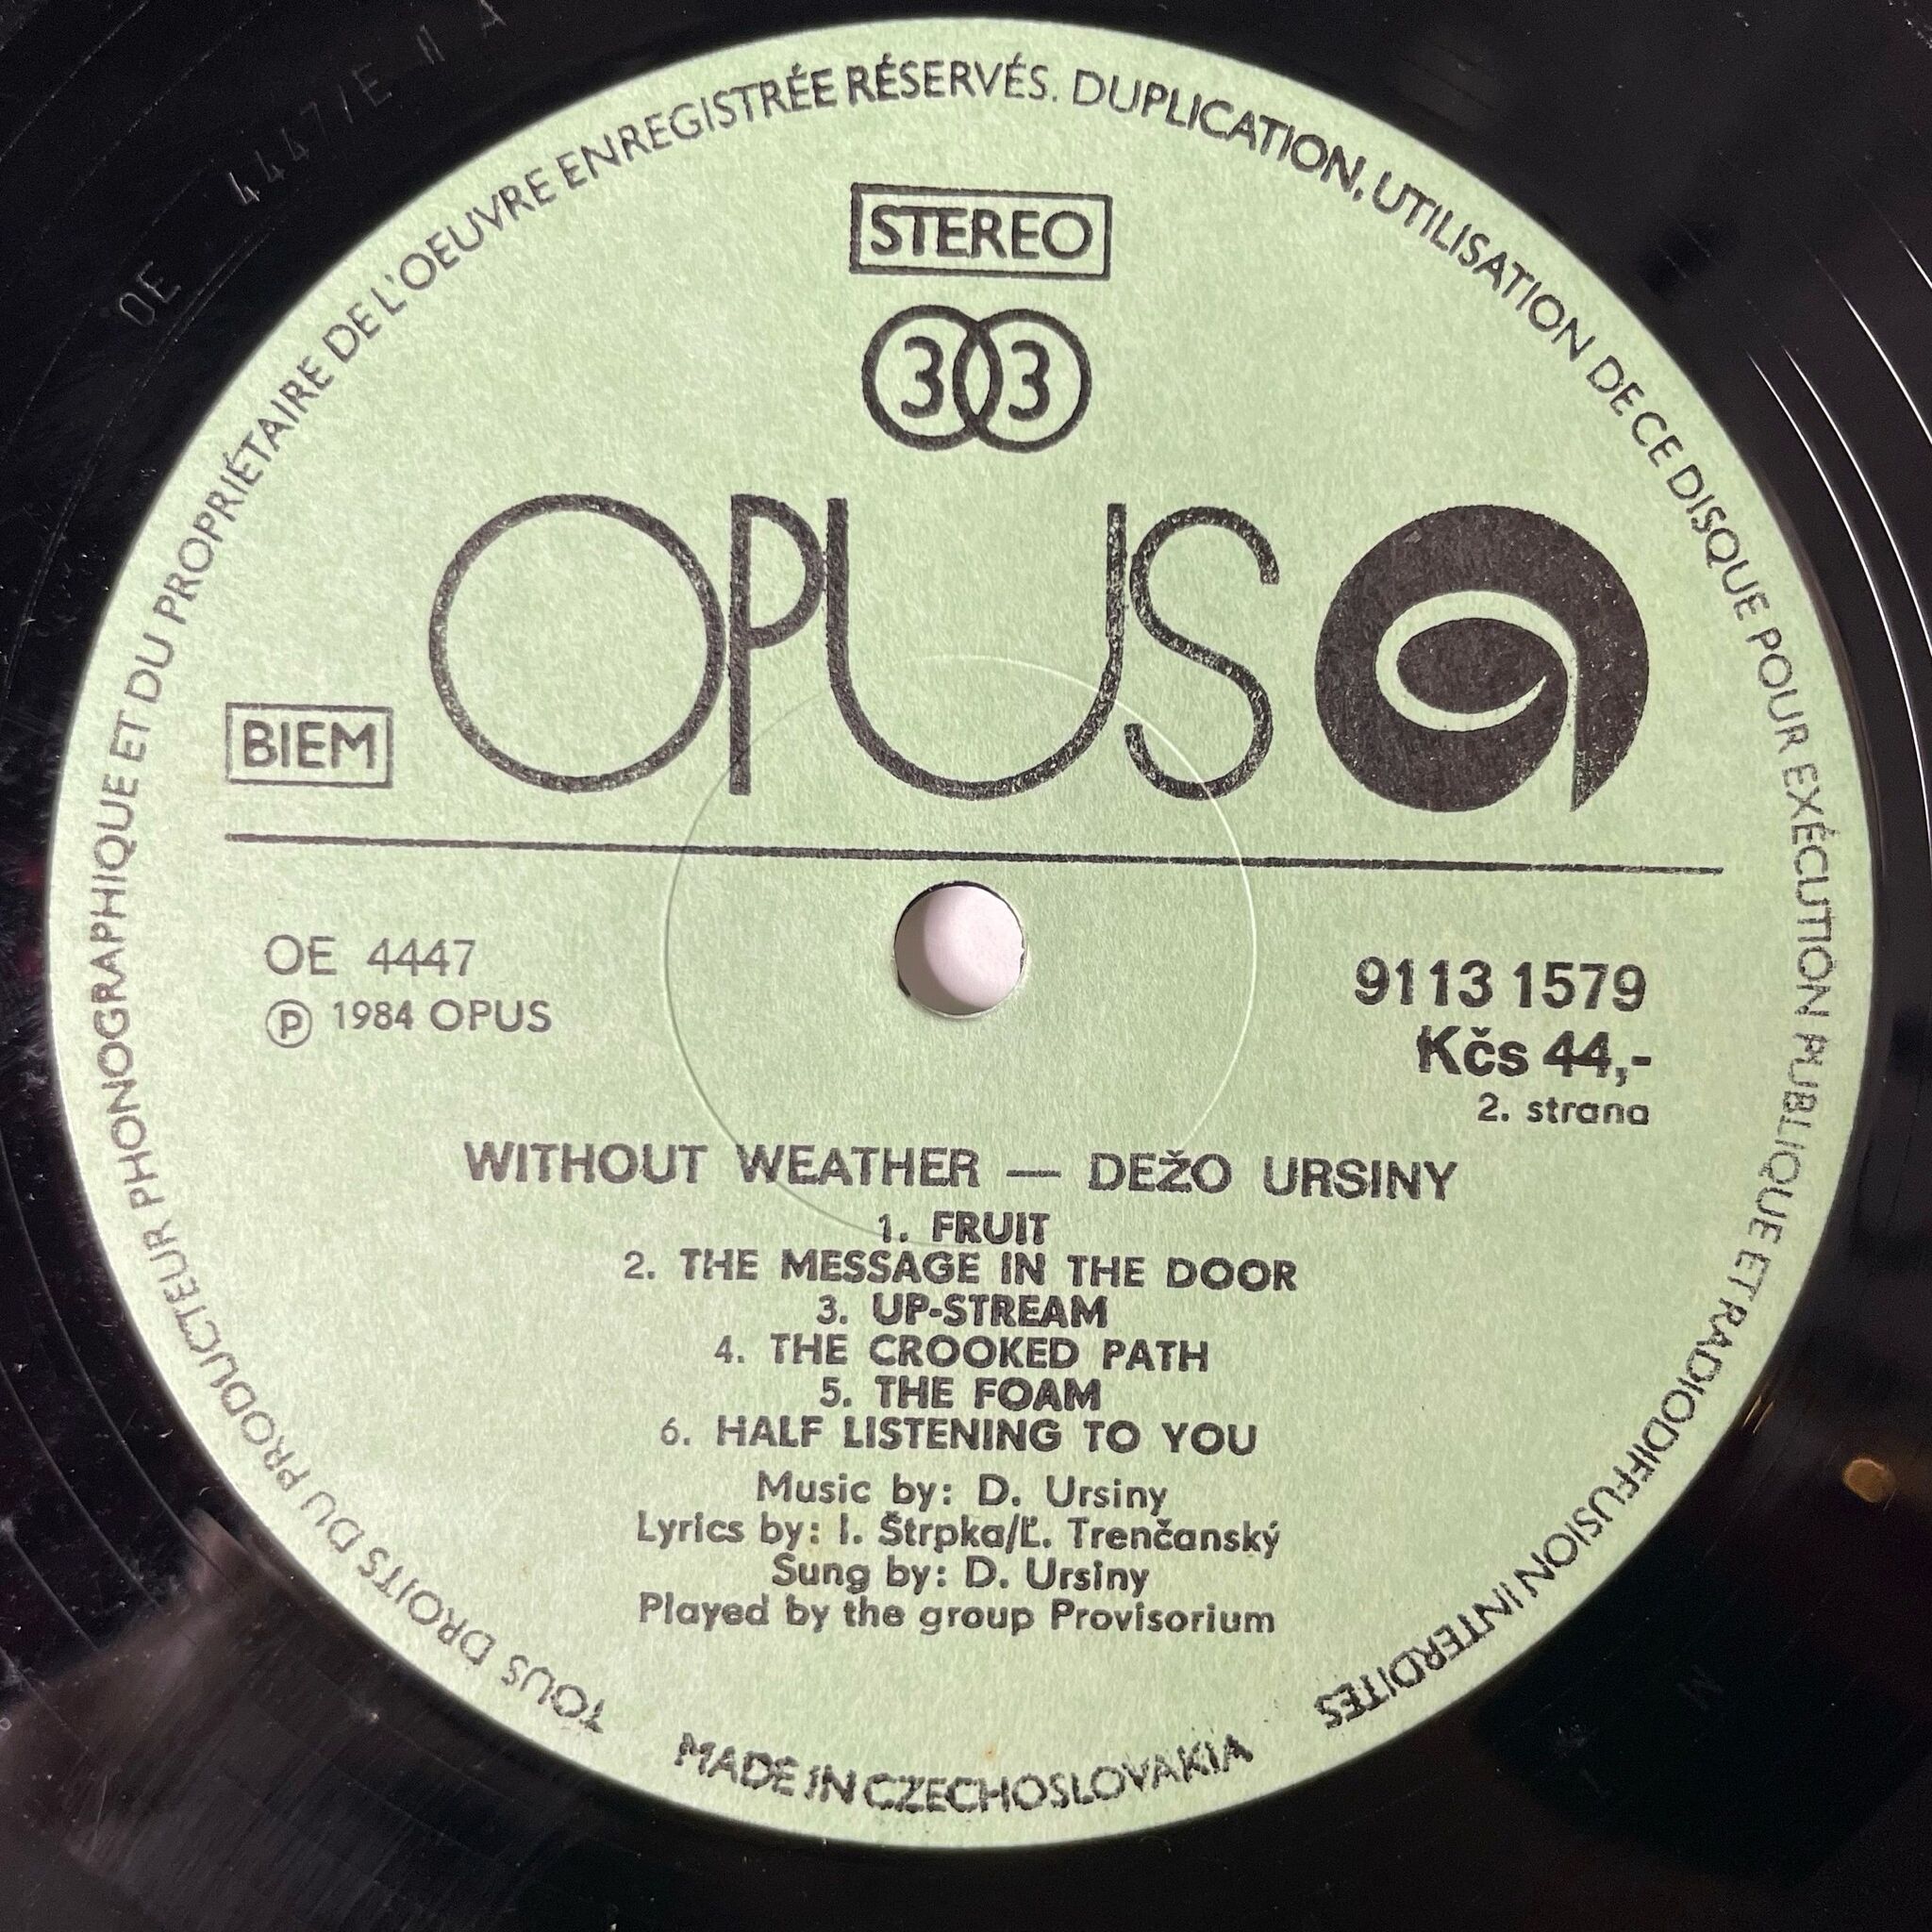 TOUS DROITS DU PRODUCTEUR PHONOGRAPHIQUE ET DU PROPRIÉTAIRE DE L'OEUVRE ENREGISTRÉE RÉSERVÉS. DUPLICATION, UTILISATION DE CE DISQUE POUR EXÉCUTION PUBLIQUE ET RADIODIFFUSION INTERDITES
OE 4447/E II A
STEREO
33
OPUS
BIEM
OE 4447
Ⓟ 1984 OPUS
9113 1579
Kčs 44,-
2. strana
WITHOUT WEATHER — DEŽO URSINY
1. FRUIT
2. THE MESSAGE IN THE DOOR
3. UP-STREAM
4. THE CROOKED PATH
5. THE FOAM
6. HALF LISTENING TO YOU
Music by: D. Ursiny
Lyrics by: I. Štrpka/Ľ. Trenčanský
Sung by: D. Ursiny
Played by the group Provisorium
MADE IN CZECHOSLOVAKIA